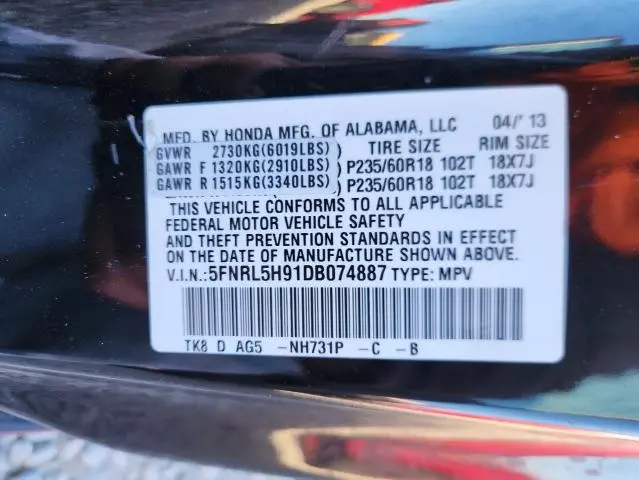 MFD. BY HONDA MFG. OF ALABAMA, LLC 04/'13
GVWR 2730KG(6019LBS) TIRE SIZE RIM SIZE
GAWR F 1320KG(2910LBS) P235/60R18 102T 18X7J
GAWR R 1515KG(3340LBS) P235/60R18 102T 18X7J
THIS VEHICLE CONFORMS TO ALL APPLICABLE
FEDERAL MOTOR VEHICLE SAFETY
AND THEFT PREVENTION STANDARDS IN EFFECT
ON THE DATE OF MANUFACTURE SHOWN ABOVE.
V.I.N.:5FNRL5H91DB074887 TYPE: MPV
TK8 D AG5 -NH731P -C -B